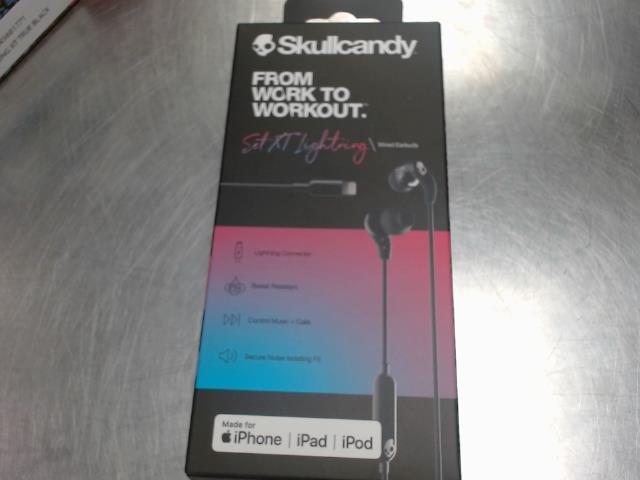 Skullcandy
FROM
WORK TO
WORKOUT.
Set XT Lightning \ Wired Earbuds
Lightning Connector
Sweat Resistant
Control Music + Calls
Secure Noise Isolating Fit
Made for
iPhone | iPad | iPod